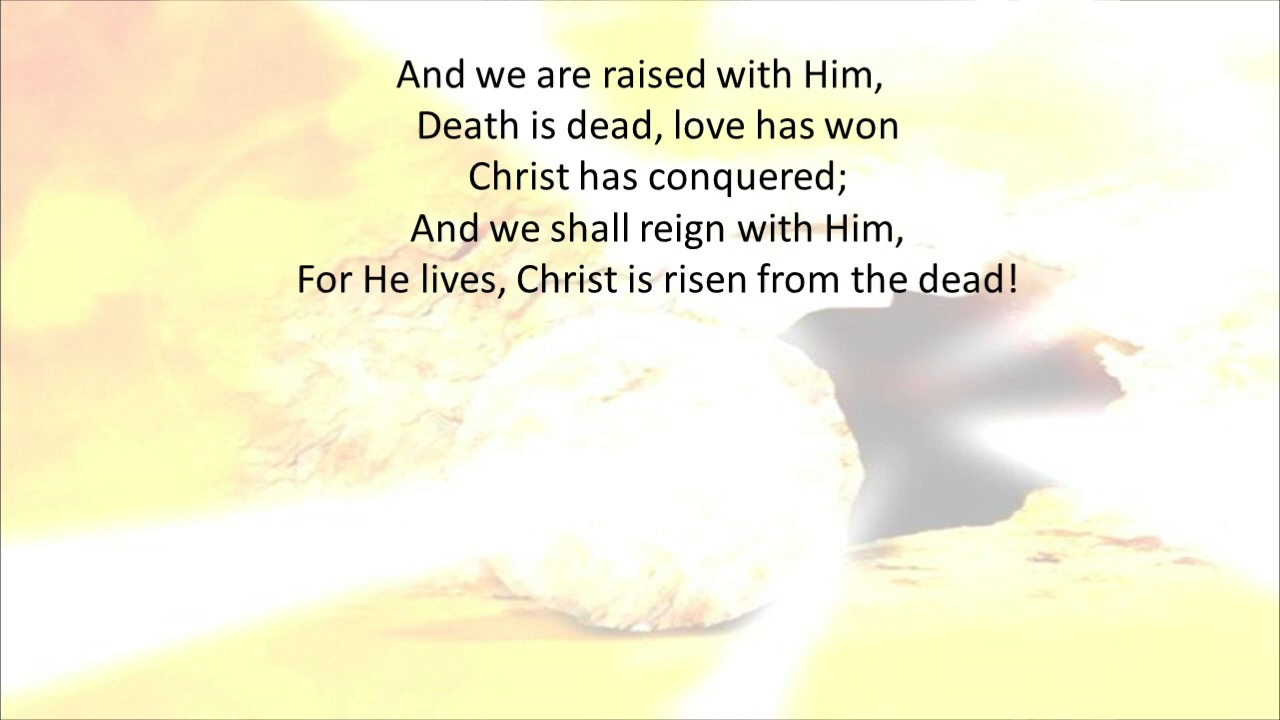 And we are raised with Him,
Death is dead, love has won
Christ has conquered;
And we shall reign with Him,
For He lives, Christ is risen from the dead!